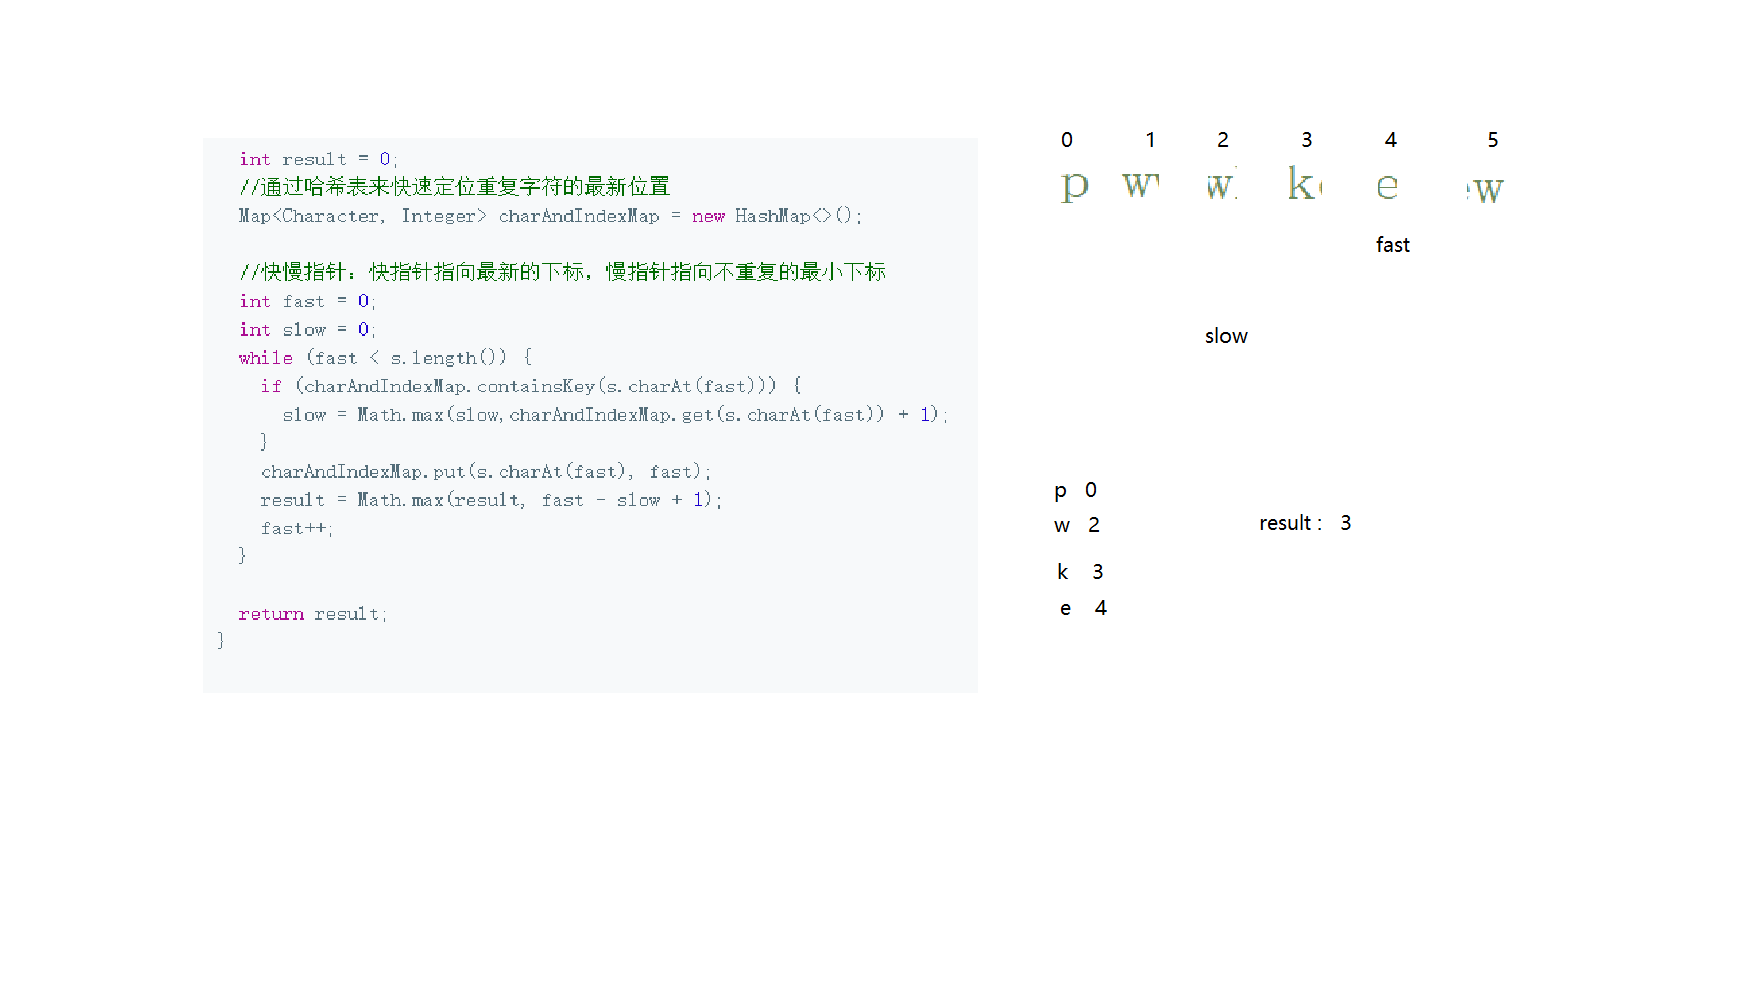 int result = 0;
//通过哈希表来快速定位重复字符的最新位置
Map<Character, Integer> charAndIndexMap = new HashMap<>();
//快慢指针：快指针指向最新的下标，慢指针指向不重复的最小下标
int fast = 0;
int slow = 0;
while (fast < s.length()) {
if (charAndIndexMap.containsKey(s.charAt(fast))) {
slow = Math.max(slow,charAndIndexMap.get(s.charAt(fast)) + 1);
}
charAndIndexMap.put(s.charAt(fast), fast);
result = Math.max(result, fast - slow + 1);
fast++;
}
return result;
}
0 1 2 3 4 5
p w w k e w
fast
slow
p 0
w 2
k 3
e 4
result : 3